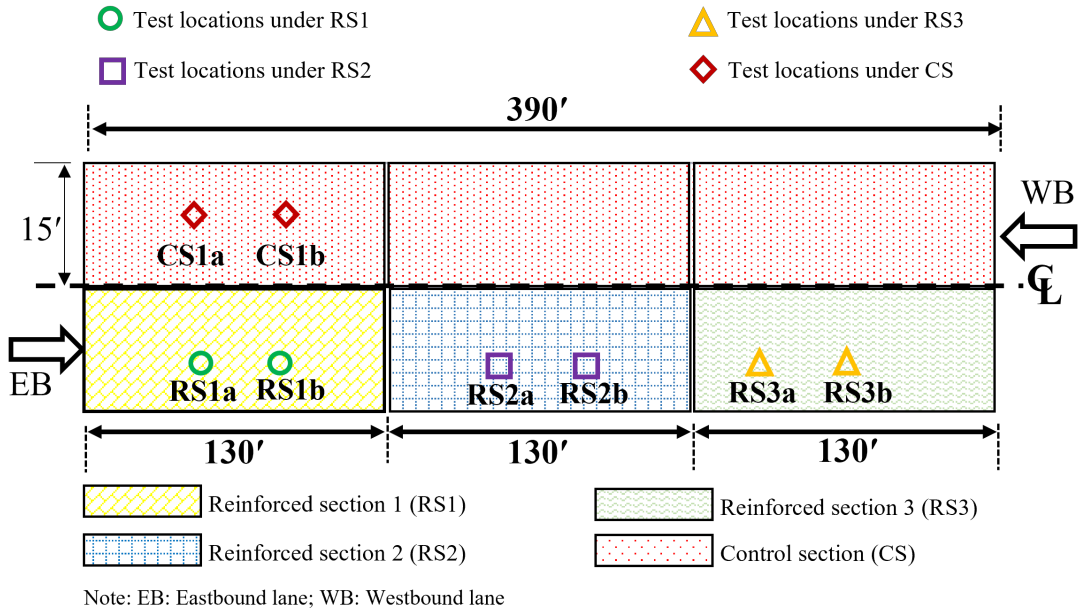 Test locations under RS1
Test locations under RS3
Test locations under RS2
Test locations under CS
390′
15′
WB
CS1a
CS1b
CL
EB
RS1a
RS1b
RS2a
RS2b
RS3a
RS3b
130′
130′
130′
Reinforced section 1 (RS1)
Reinforced section 3 (RS3)
Reinforced section 2 (RS2)
Control section (CS)
Note: EB: Eastbound lane; WB: Westbound lane